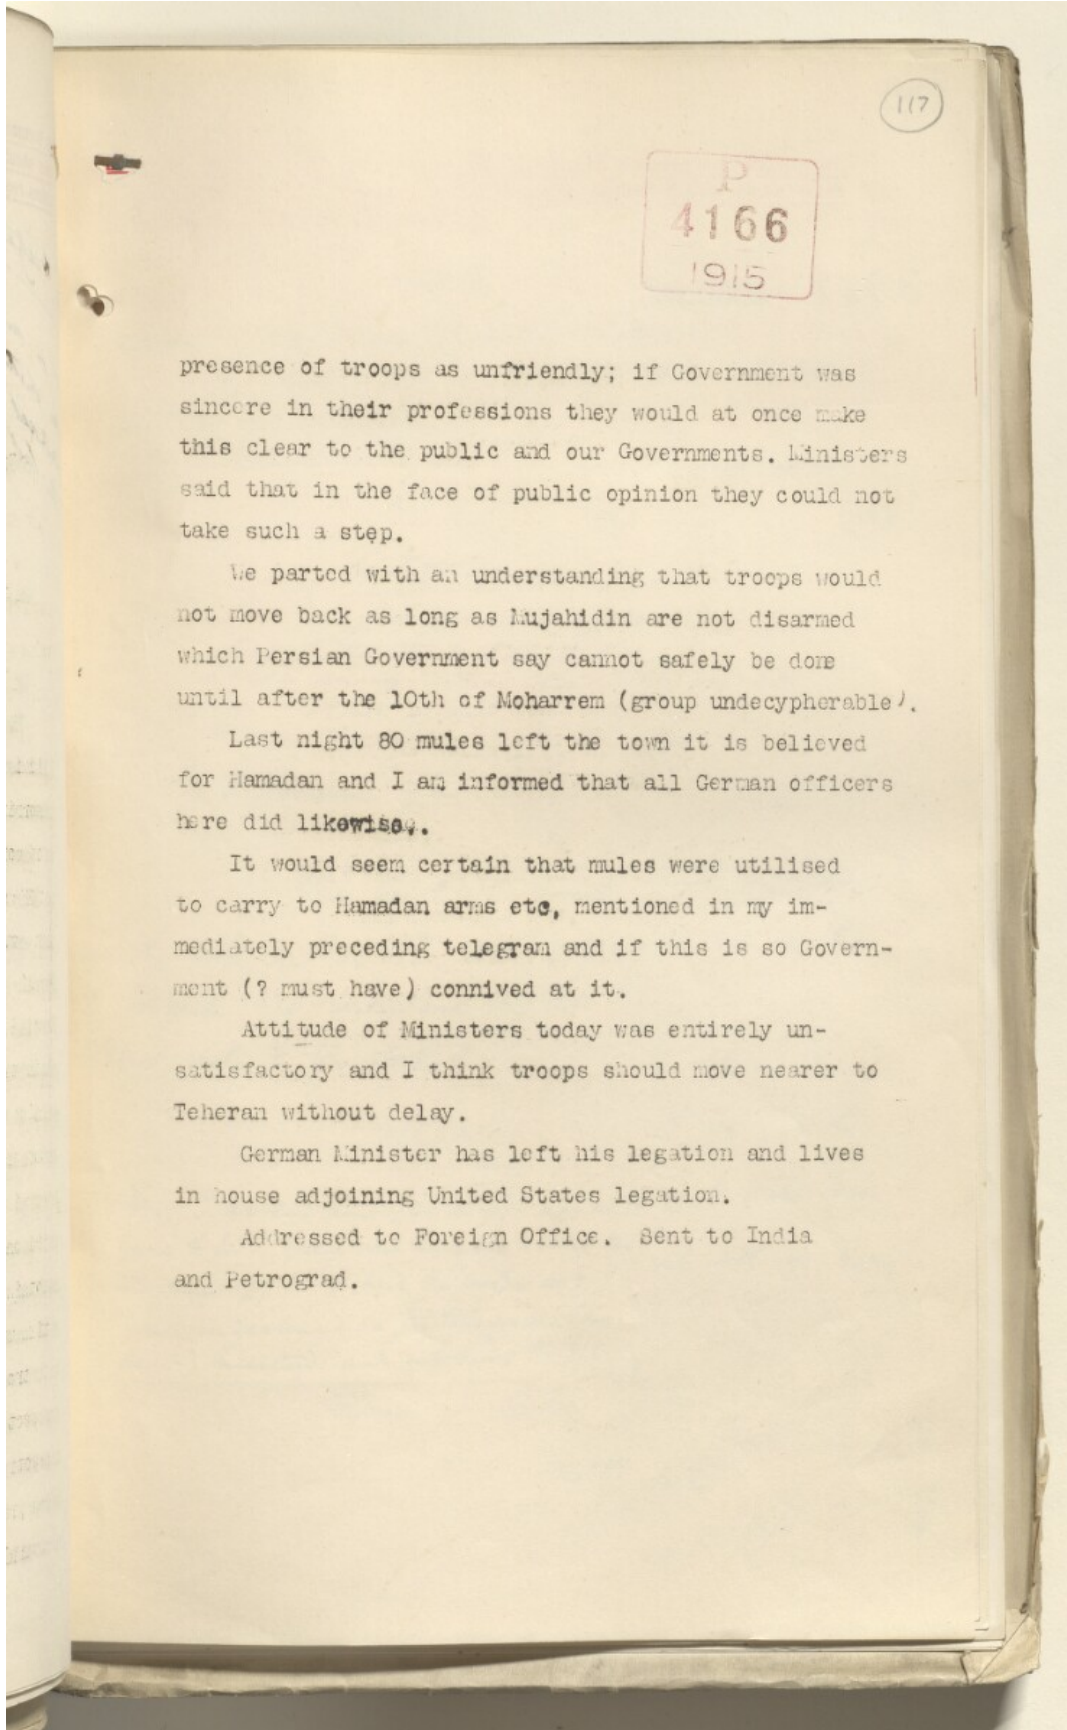 117
P
4166
1915
presence of troops as unfriendly; if Government was
sincere in their professions they would at once make
this clear to the public and our Governments. Ministers
said that in the face of public opinion they could not
take such a step.
We parted with an understanding that troops would
not move back as long as Mujahidin are not disarmed
which Persian Government say cannot safely be done
until after the 10th of Moharrem (group undecypherable).
Last night 80 mules left the town it is believed
for Hamadan and I am informed that all German officers
here did likewise.
It would seem certain that mules were utilised
to carry to Hamadan arms etc, mentioned in my im-
mediately preceding telegram and if this is so Govern-
ment (? must have) connived at it.
Attitude of Ministers today was entirely un-
satisfactory and I think troops should move nearer to
Teheran without delay.
German Minister has left his legation and lives
in house adjoining United States legation.
Addressed to Foreign Office. Sent to India
and Petrograd.